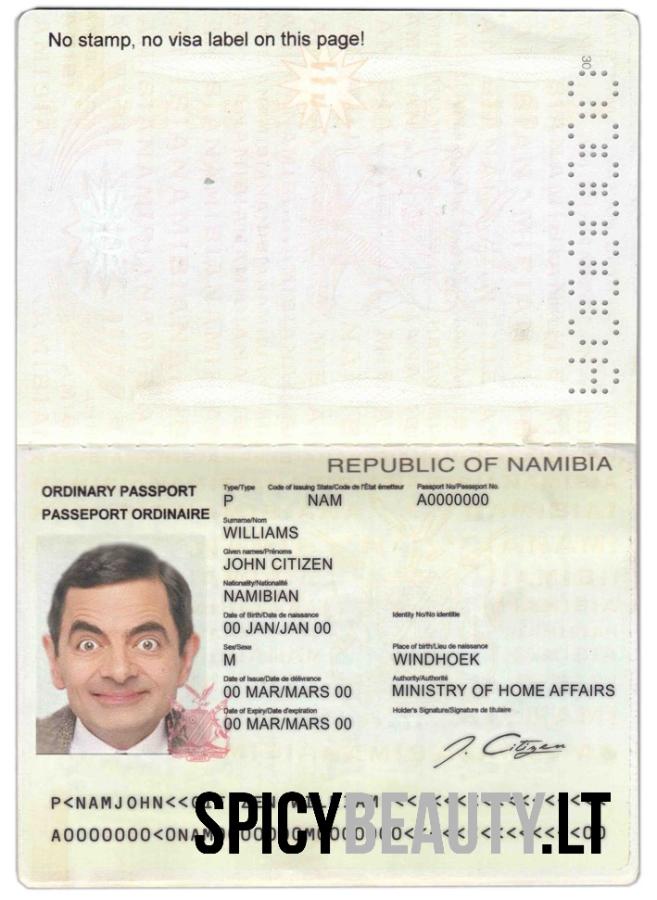 No stamp, no visa label on this page!
30
REPUBLIC OF NAMIBIA
ORDINARY PASSPORT
PASSEPORT ORDINAIRE
Type/Type Code of issuing State/Code de l'État émetteur Passport No/Passeport No.
P NAM A0000000
Surname/Nom
WILLIAMS
Given names/Prénoms
JOHN CITIZEN
Nationality/Nationalité
NAMIBIAN
Date of Birth/Date de naissance Identity No/No identitie
00 JAN/JAN 00
Sex/Sexe Place of birth/Lieu de naissance
M WINDHOEK
Date of Issue/Date de délivrance Authority/Authorité
00 MAR/MARS 00 MINISTRY OF HOME AFFAIRS
Date of Expiry/Date d'expiration Holder's Signature/Signature de titulaire
00 MAR/MARS 00
J. Citizen
P<NAMJOHN<<
A0000000<0NAM
SPICYBEAUTY.LT